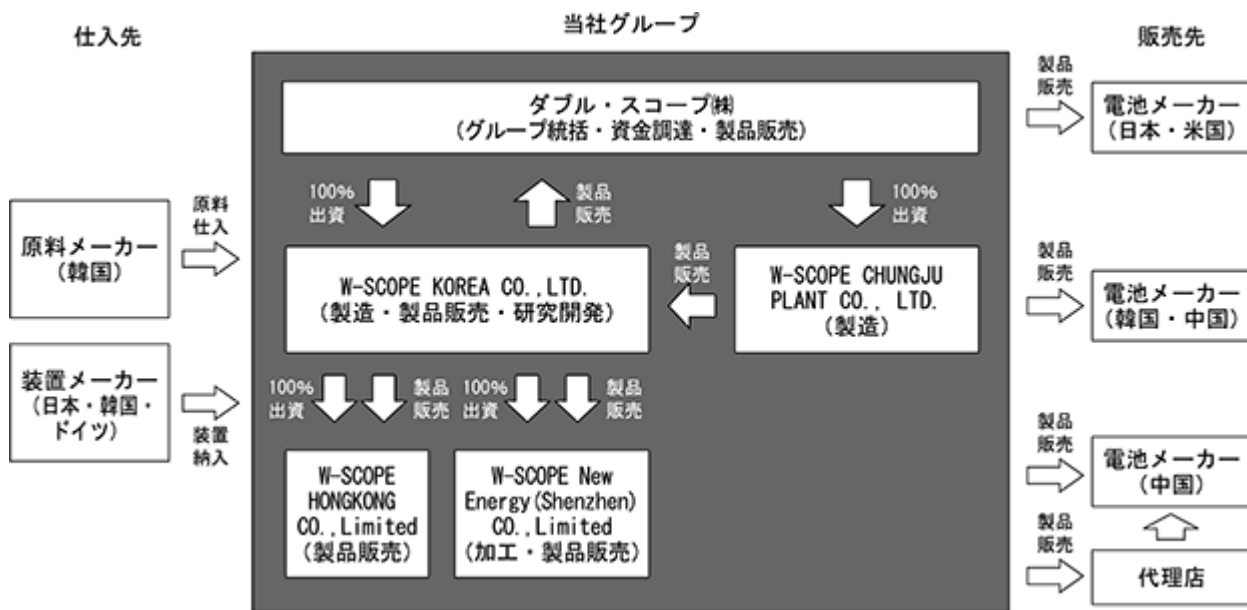 仕入先
当社グループ
販売先
ダブル・スコープ㈱
(グループ統括・資金調達・製品販売)
製品
販売
電池メーカー
(日本・米国)
100%
出資
製品
販売
100%
出資
原料メーカー
(韓国)
原料
仕入
W-SCOPE KOREA CO.,LTD.
(製造・製品販売・研究開発)
製品
販売
W-SCOPE CHUNGJU
PLANT CO., LTD.
(製造)
製品
販売
電池メーカー
(韓国・中国)
装置メーカー
(日本・韓国・
ドイツ)
装置
納入
100%
出資
製品
販売
100%
出資
製品
販売
W-SCOPE
HONGKONG
CO.,Limited
(製品販売)
W-SCOPE New
Energy(Shenzhen)
CO.,Limited
(加工・製品販売)
製品
販売
電池メーカー
(中国)
製品
販売
代理店